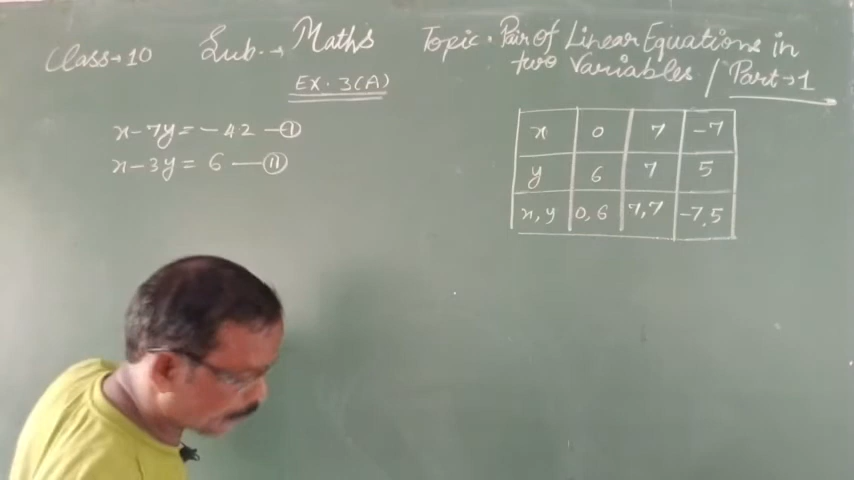 Class→10 Sub.→ Maths Topic. Pair of Linear Equations in
two Variables / Part→1
Ex. 3(A)
x-7y = -42 —(I)
x-3y = 6 —(II)
x 0 7 -7
y 6 7 5
x,y 0,6 7,7 -7,5